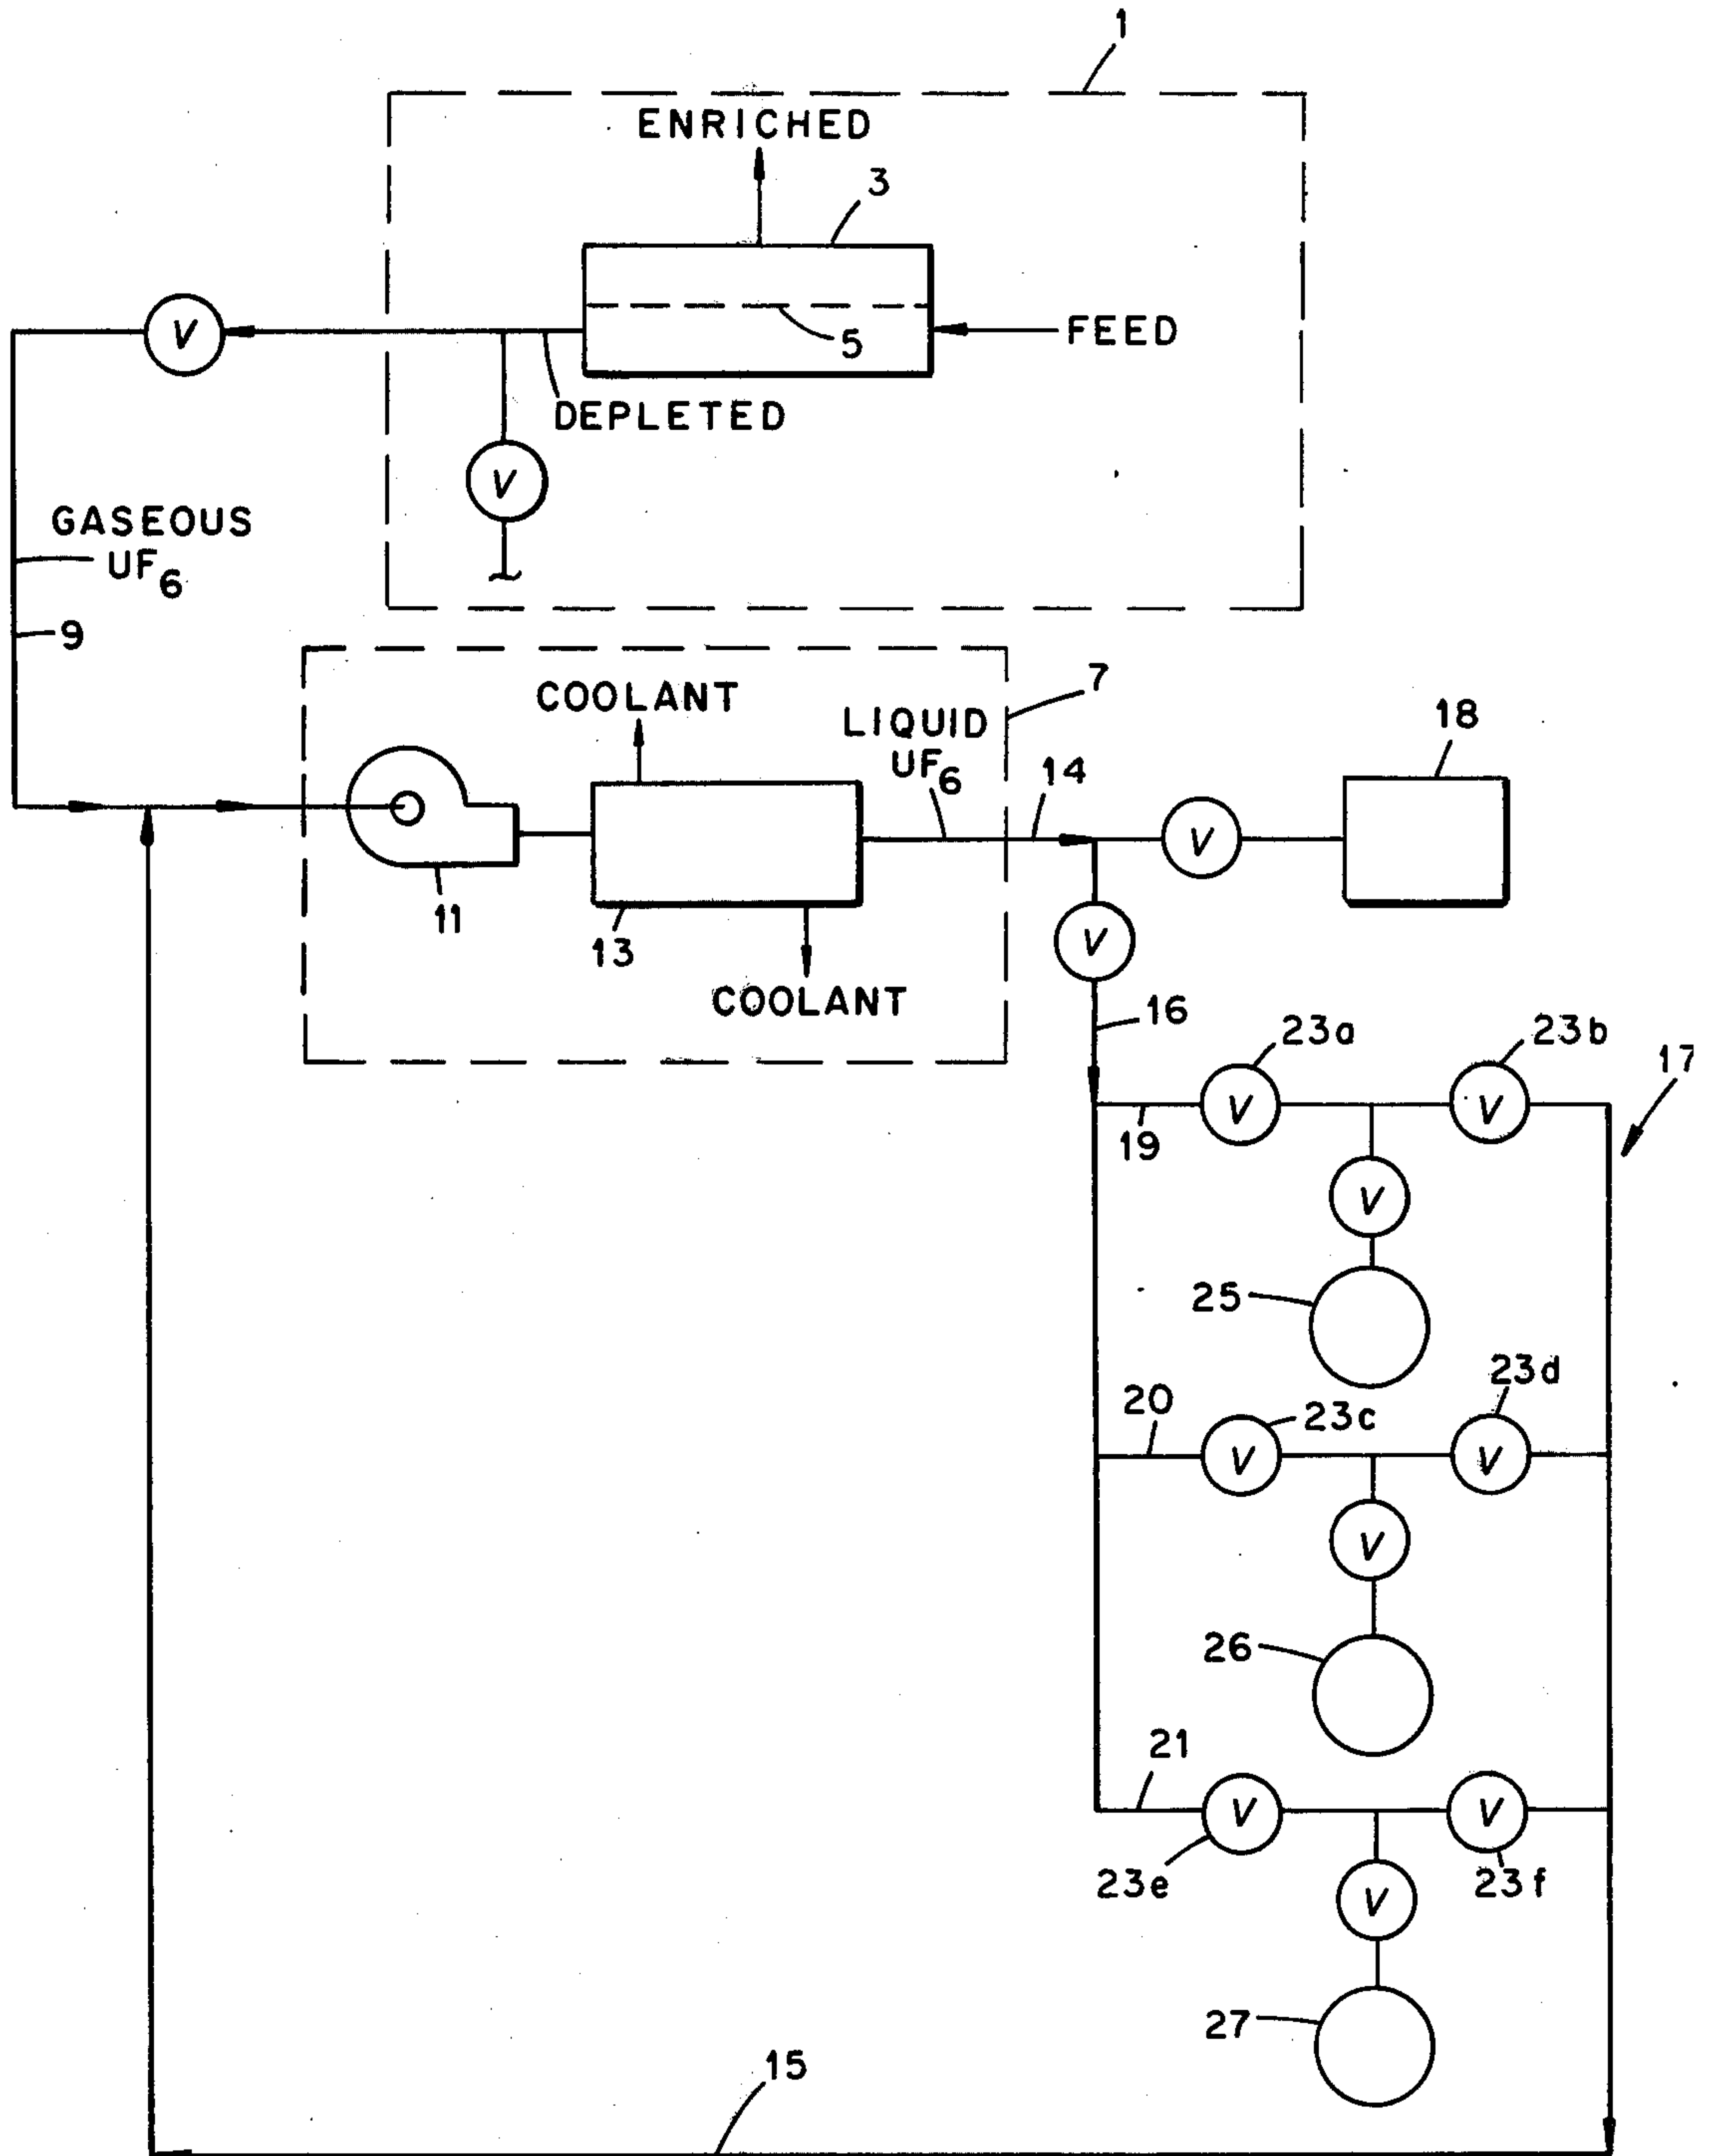 1
ENRICHED
3
V
5
FEED
DEPLETED
V
GASEOUS
UF6
9
7
COOLANT
LIQUID
UF6
14
18
V
11
13
V
COOLANT
16
23a
23b
17
V
V
19
V
25
23d
20
23c
V
V
V
26
21
V
V
23e
23f
V
27
15